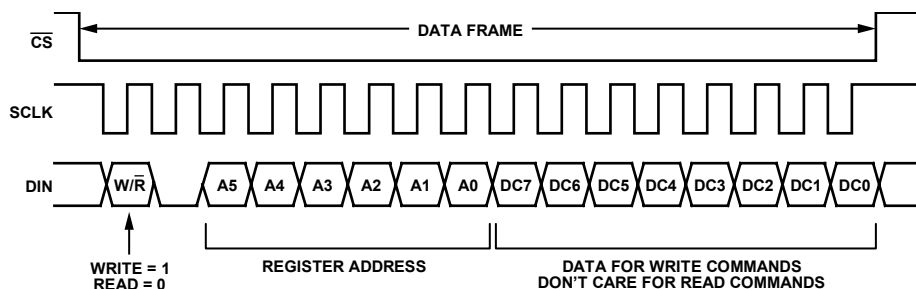 CS
DATA FRAME
SCLK
DIN
W/R A5 A4 A3 A2 A1 A0 DC7 DC6 DC5 DC4 DC3 DC2 DC1 DC0
WRITE = 1
READ = 0
REGISTER ADDRESS
DATA FOR WRITE COMMANDS
DON'T CARE FOR READ COMMANDS